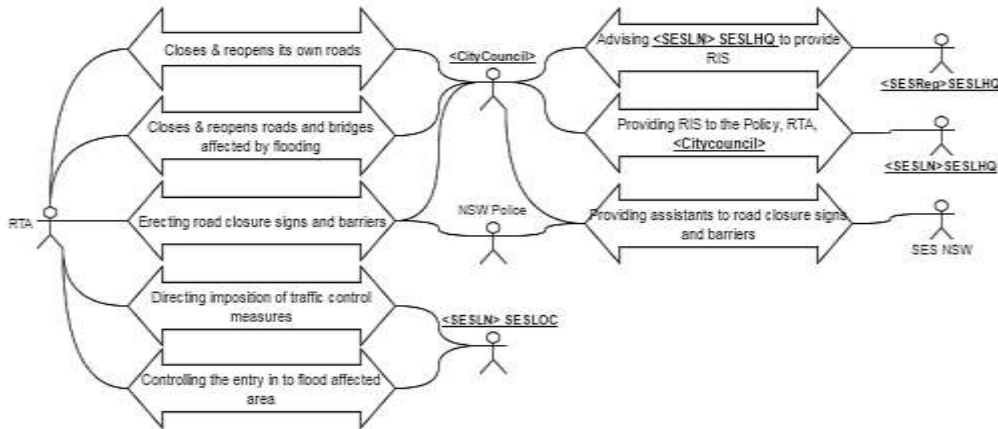 Closes & reopens its own roads
<CityCouncil>
Advising <SESLN> SESLHQ to provide
RIS
<SESReg>SESLHQ
Closes & reopens roads and bridges
affected by flooding
Providing RIS to the Policy, RTA,
<Citycouncil>
<SESLN>SESLHQ
RTA
Erecting road closure signs and barriers
NSW Police
Providing assistants to road closure signs
and barriers
SES NSW
Directing imposition of traffic control
measures
<SESLN> SESLOC
Controlling the entry in to flood affected
area